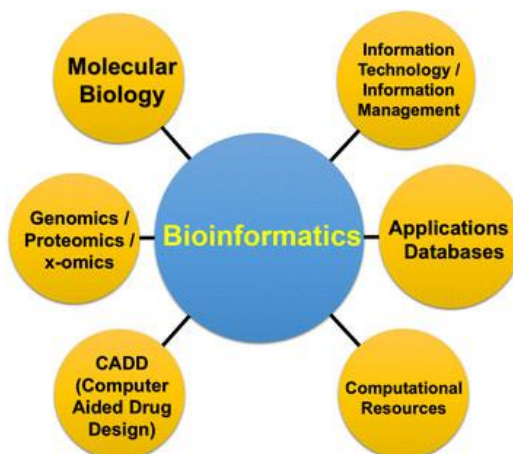 Molecular
Biology
Information
Technology /
Information
Management
Genomics /
Proteomics /
x-omics
Bioinformatics
Applications
Databases
CADD
(Computer
Aided Drug
Design)
Computational
Resources